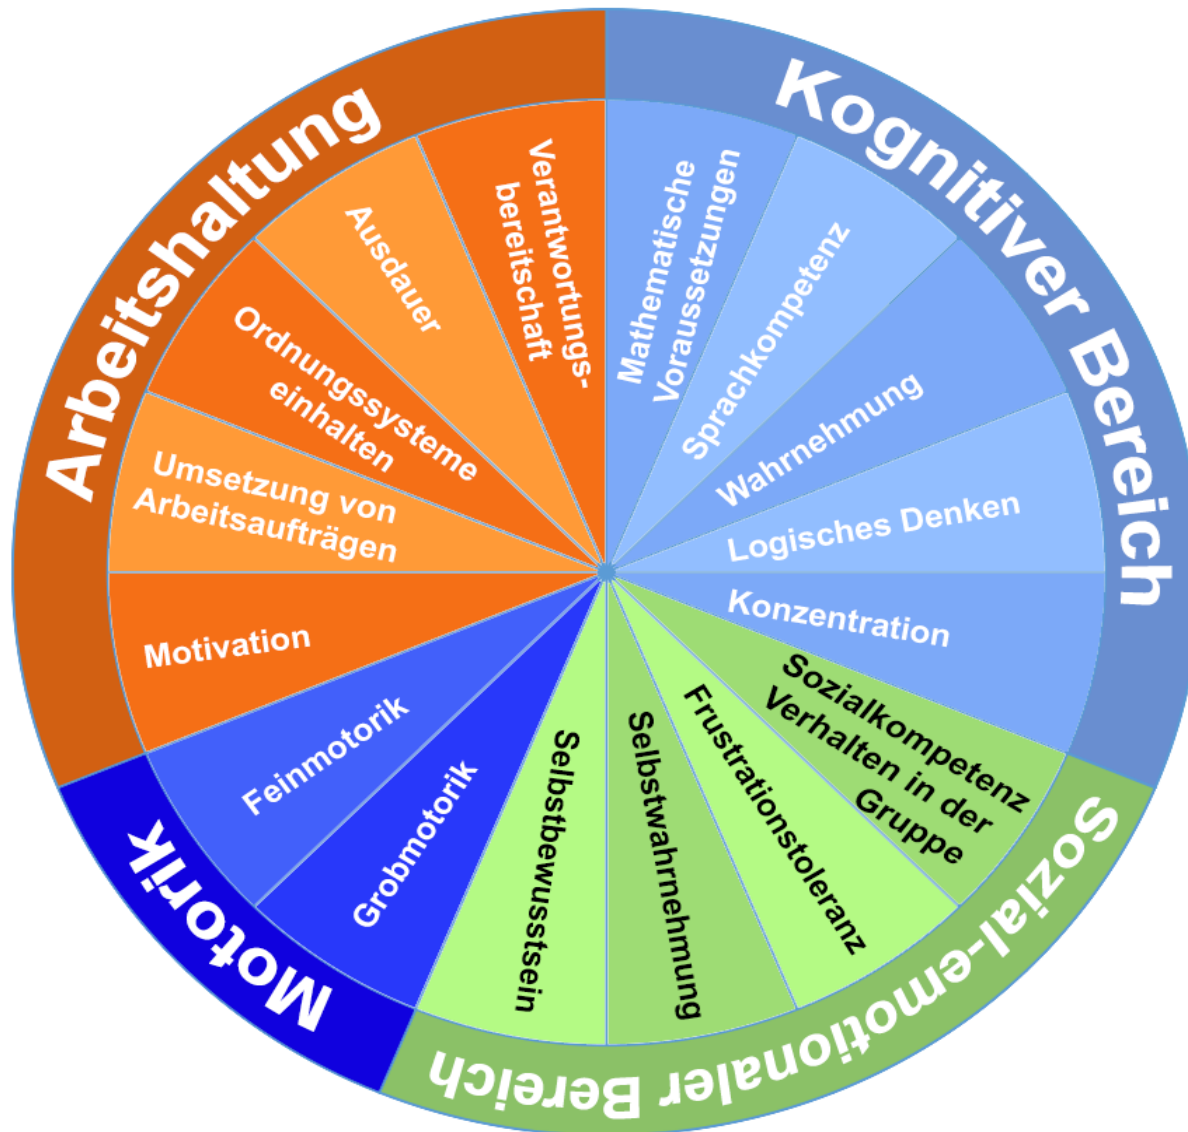 Kognitiver Bereich
Mathematische
Voraussetzungen
Sprachkompetenz
Wahrnehmung
Logisches Denken
Konzentration
Sozial-emotionaler Bereich
Sozialkompetenz
Verhalten in der
Gruppe
Frustrationstoleranz
Selbstwahrnehmung
Selbstbewusstsein
Motorik
Grobmotorik
Feinmotorik
Arbeitshaltung
Motivation
Umsetzung von
Arbeitsaufträgen
Ordnungssysteme
einhalten
Ausdauer
Verantwortungs-
bereitschaft